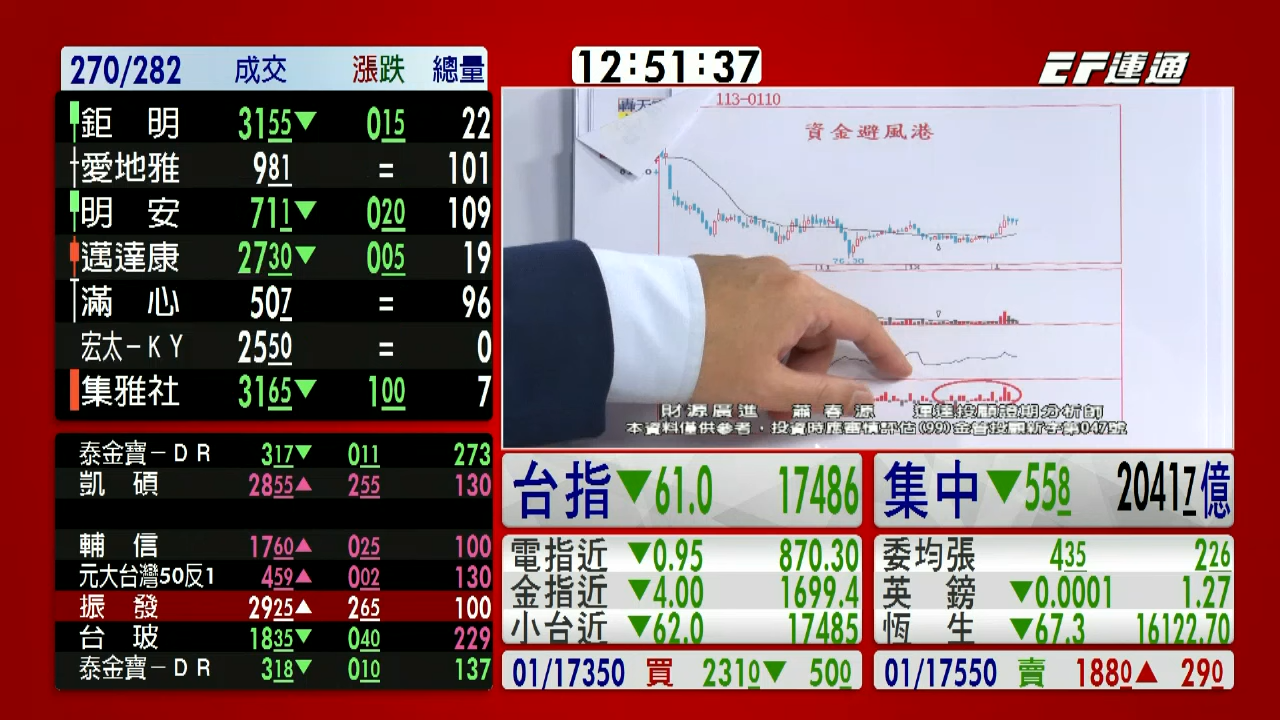 270/282 成交 漲跌 總量
鉅明 3155▼ 015 22
愛地雅 981 = 101
明安 711▼ 020 109
邁達康 2730▼ 005 19
滿心 507 = 96
宏太-KY 2550 = 0
集雅社 3165▼ 100 7
泰金寶-DR 317▼ 011 273
凱碩 2855▲ 255 130
輔信 1760▲ 025 100
元大台灣50反1 459▲ 002 130
振發 2925▲ 265 100
台玻 1835▼ 040 229
泰金寶-DR 318▼ 010 137
12:51:37
EF運通
轟天
113-0110
資金避風港
財源廣進 蕭春源 運達投顧證期分析師
本資料僅供參考，投資時應審慎評估(99)金管投顧新字第047號
台指▼61.0 17486
集中▼558 20417億
電指近 ▼0.95 870.30
金指近 ▼4.00 1699.4
小台近 ▼62.0 17485
委均張 435 226
英鎊 ▼0.0001 1.27
恆生 ▼67.3 16122.70
01/17350 買 2310▼ 500
01/17550 賣 1880▲ 290